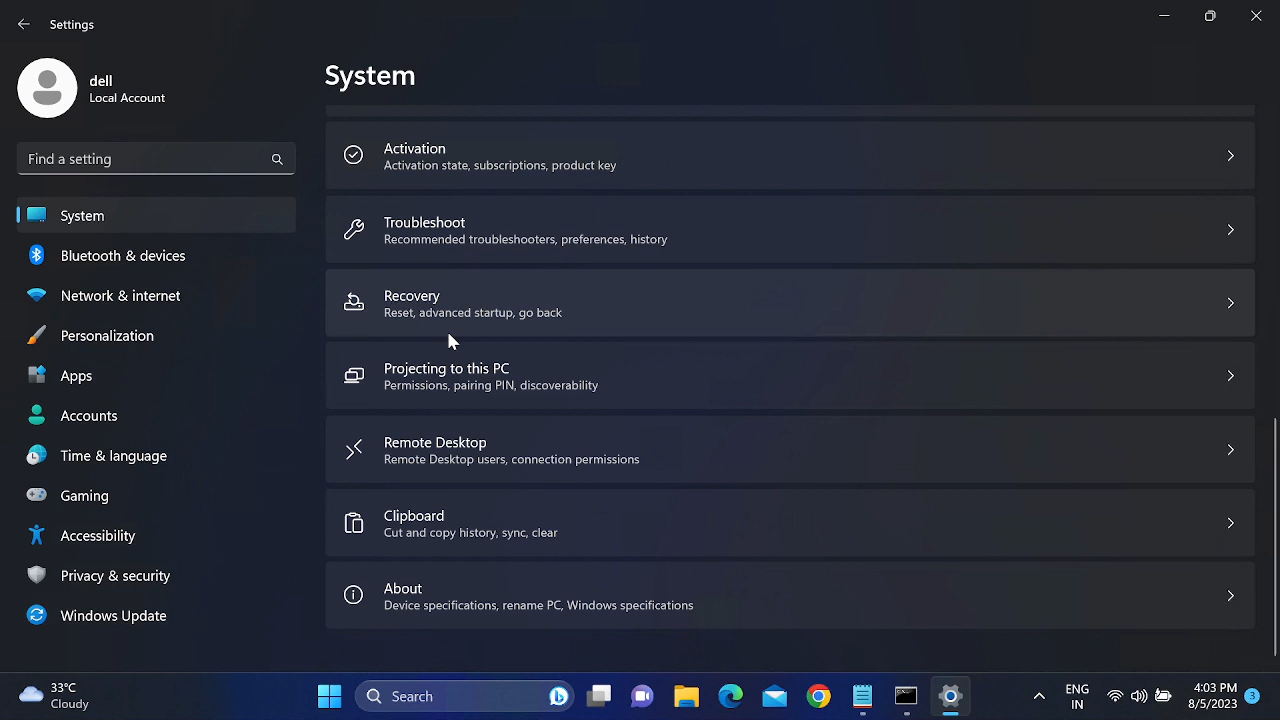 Settings
dell
Local Account
Find a setting
System
Bluetooth & devices
Network & internet
Personalization
Apps
Accounts
Time & language
Gaming
Accessibility
Privacy & security
Windows Update
System
Activation
Activation state, subscriptions, product key
Troubleshoot
Recommended troubleshooters, preferences, history
Recovery
Reset, advanced startup, go back
Projecting to this PC
Permissions, pairing PIN, discoverability
Remote Desktop
Remote Desktop users, connection permissions
Clipboard
Cut and copy history, sync, clear
About
Device specifications, rename PC, Windows specifications
33°C
Cloudy
Search
ENG
IN
4:03 PM
8/5/2023
3